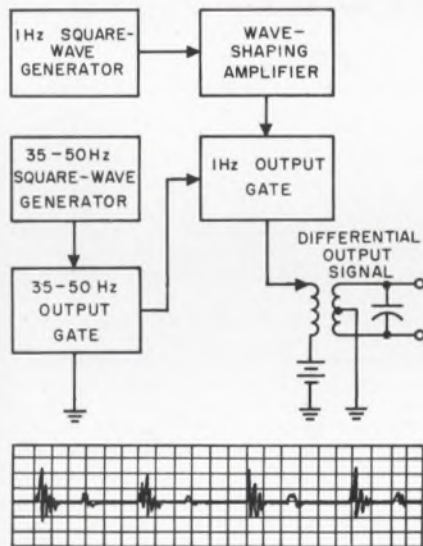 1Hz SQUARE-
WAVE
GENERATOR
WAVE-
SHAPING
AMPLIFIER
35-50Hz
SQUARE-WAVE
GENERATOR
1Hz OUTPUT
GATE
35-50 Hz
OUTPUT
GATE
DIFFERENTIAL
OUTPUT
SIGNAL